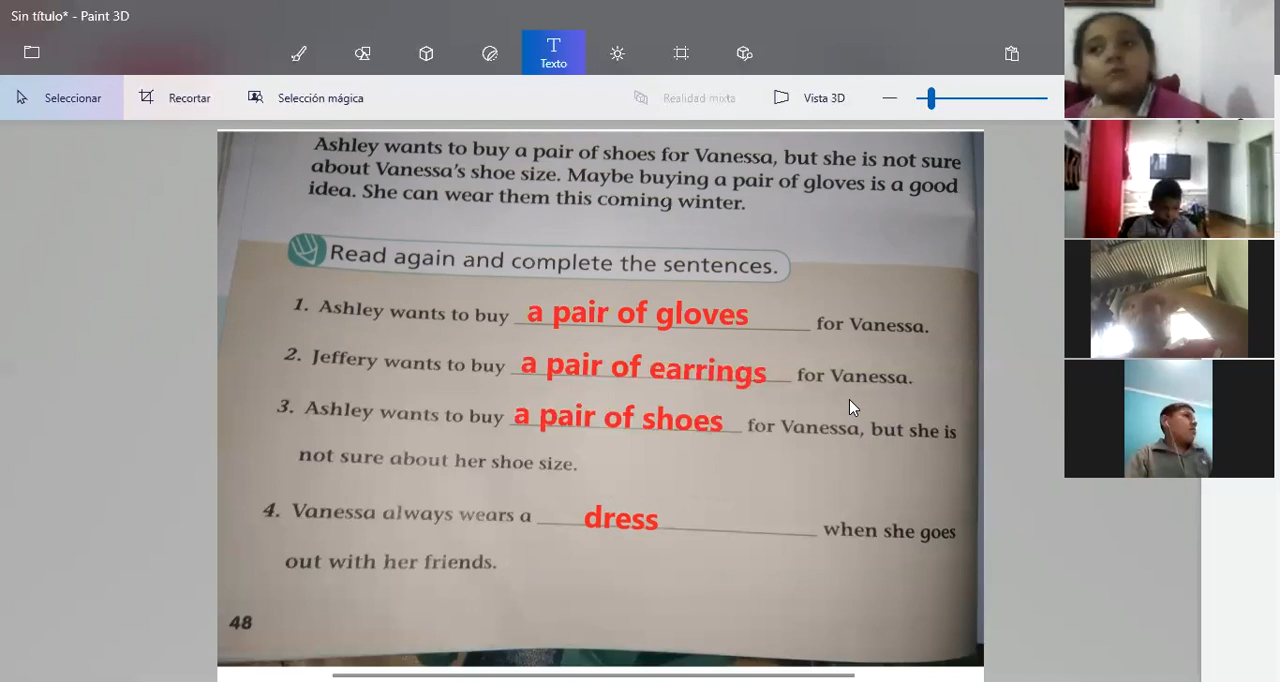 Sin título* - Paint 3D
Texto
Seleccionar
Recortar
Selección mágica
Realidad mixta
Vista 3D
Ashley wants to buy a pair of shoes for Vanessa, but she is not sure
about Vanessa's shoe size. Maybe buying a pair of gloves is a good
idea. She can wear them this coming winter.
Read again and complete the sentences.
1. Ashley wants to buy a pair of gloves for Vanessa.
2. Jeffery wants to buy a pair of earrings for Vanessa.
3. Ashley wants to buy a pair of shoes for Vanessa, but she is
not sure about her shoe size.
4. Vanessa always wears a dress when she goes
out with her friends.
48